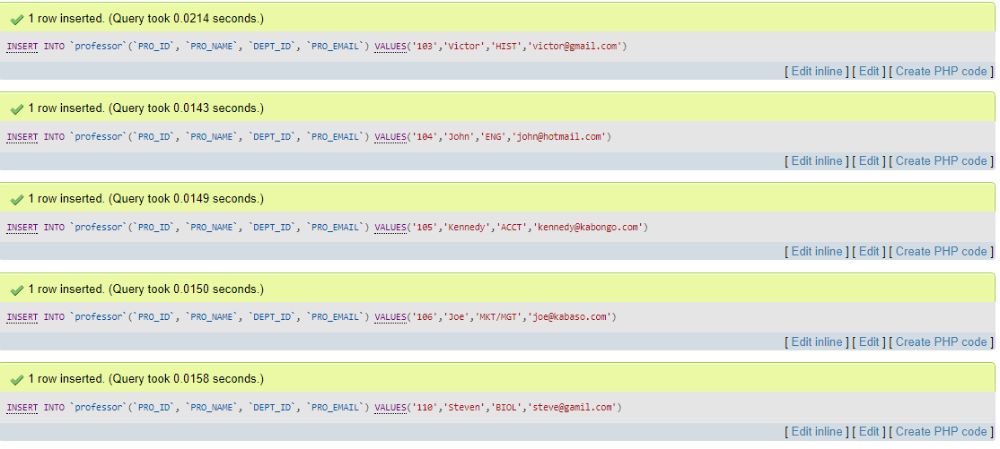 1 row inserted. (Query took 0.0214 seconds.)
INSERT INTO `professor`(`PRO_ID`, `PRO_NAME`, `DEPT_ID`, `PRO_EMAIL`) VALUES('103','Victor','HIST','victor@gmail.com')
[ Edit inline ] [ Edit ] [ Create PHP code ]
1 row inserted. (Query took 0.0143 seconds.)
INSERT INTO `professor`(`PRO_ID`, `PRO_NAME`, `DEPT_ID`, `PRO_EMAIL`) VALUES('104','John','ENG','john@hotmail.com')
[ Edit inline ] [ Edit ] [ Create PHP code ]
1 row inserted. (Query took 0.0149 seconds.)
INSERT INTO `professor`(`PRO_ID`, `PRO_NAME`, `DEPT_ID`, `PRO_EMAIL`) VALUES('105','Kennedy','ACCT','kennedy@kabongo.com')
[ Edit inline ] [ Edit ] [ Create PHP code ]
1 row inserted. (Query took 0.0150 seconds.)
INSERT INTO `professor`(`PRO_ID`, `PRO_NAME`, `DEPT_ID`, `PRO_EMAIL`) VALUES('106','Joe','MKT/MGT','joe@kabaso.com')
[ Edit inline ] [ Edit ] [ Create PHP code ]
1 row inserted. (Query took 0.0158 seconds.)
INSERT INTO `professor`(`PRO_ID`, `PRO_NAME`, `DEPT_ID`, `PRO_EMAIL`) VALUES('110','Steven','BIOL','steve@gamil.com')
[ Edit inline ] [ Edit ] [ Create PHP code ]